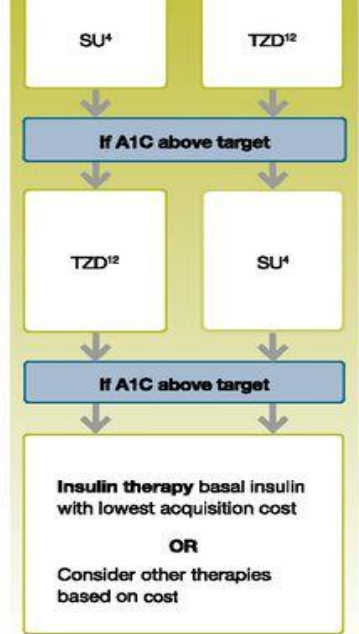 SU⁴
TZD¹²
If A1C above target
TZD¹²
SU⁴
If A1C above target
Insulin therapy basal insulin
with lowest acquisition cost
OR
Consider other therapies
based on cost